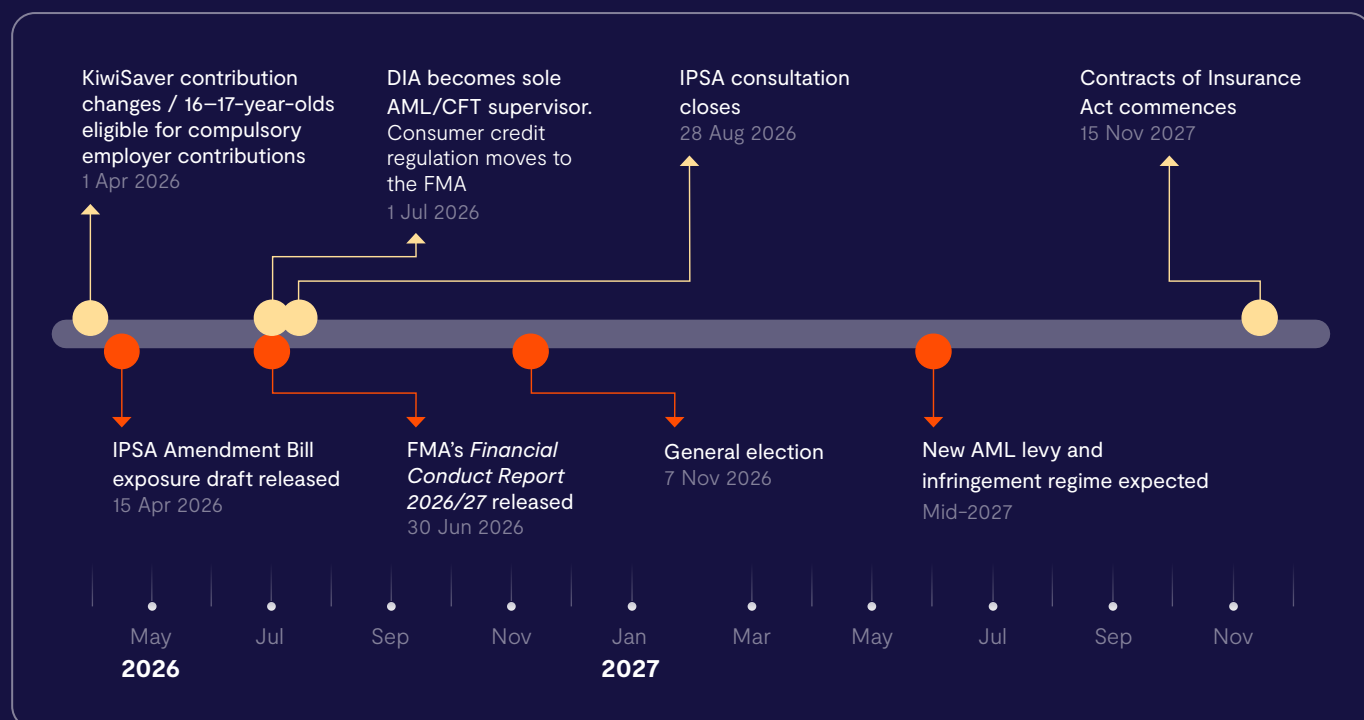 KiwiSaver contribution
changes / 16–17-year-olds
eligible for compulsory
employer contributions
1 Apr 2026
DIA becomes sole
AML/CFT supervisor.
Consumer credit
regulation moves to
the FMA
1 Jul 2026
IPSA consultation
closes
28 Aug 2026
Contracts of Insurance
Act commences
15 Nov 2027
IPSA Amendment Bill
exposure draft released
15 Apr 2026
FMA’s Financial
Conduct Report
2026/27 released
30 Jun 2026
General election
7 Nov 2026
New AML levy and
infringement regime expected
Mid-2027
May Jul Sep Nov Jan Mar May Jul Sep Nov
2026 2027